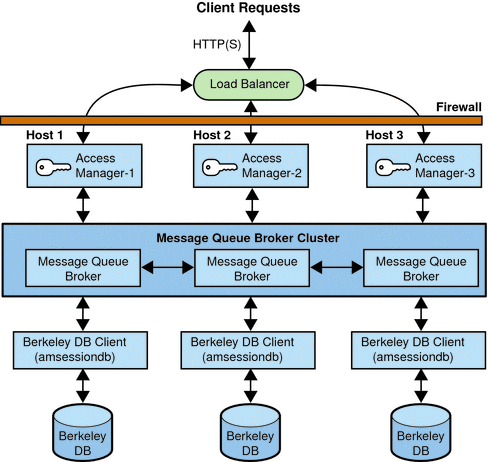 Client Requests
HTTP(S)
Load Balancer
Firewall
Host 1
Host 2
Host 3
Access
Manager-1
Access
Manager-2
Access
Manager-3
Message Queue Broker Cluster
Message Queue
Broker
Message Queue
Broker
Message Queue
Broker
Berkeley DB Client
(amsessiondb)
Berkeley DB Client
(amsessiondb)
Berkeley DB Client
(amsessiondb)
Berkeley
DB
Berkeley
DB
Berkeley
DB